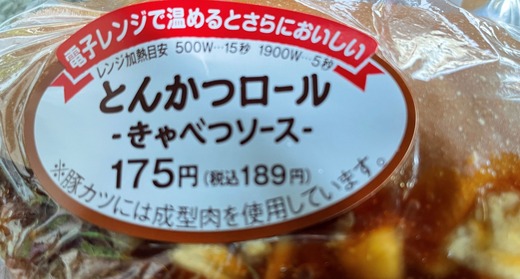 電子レンジで温めるとさらにおいしい
レンジ加熱目安 500W…15秒 1900W…5秒
とんかつロール
-きゃべつソース-
175円(税込189円)
※豚カツには成型肉を使用しています。